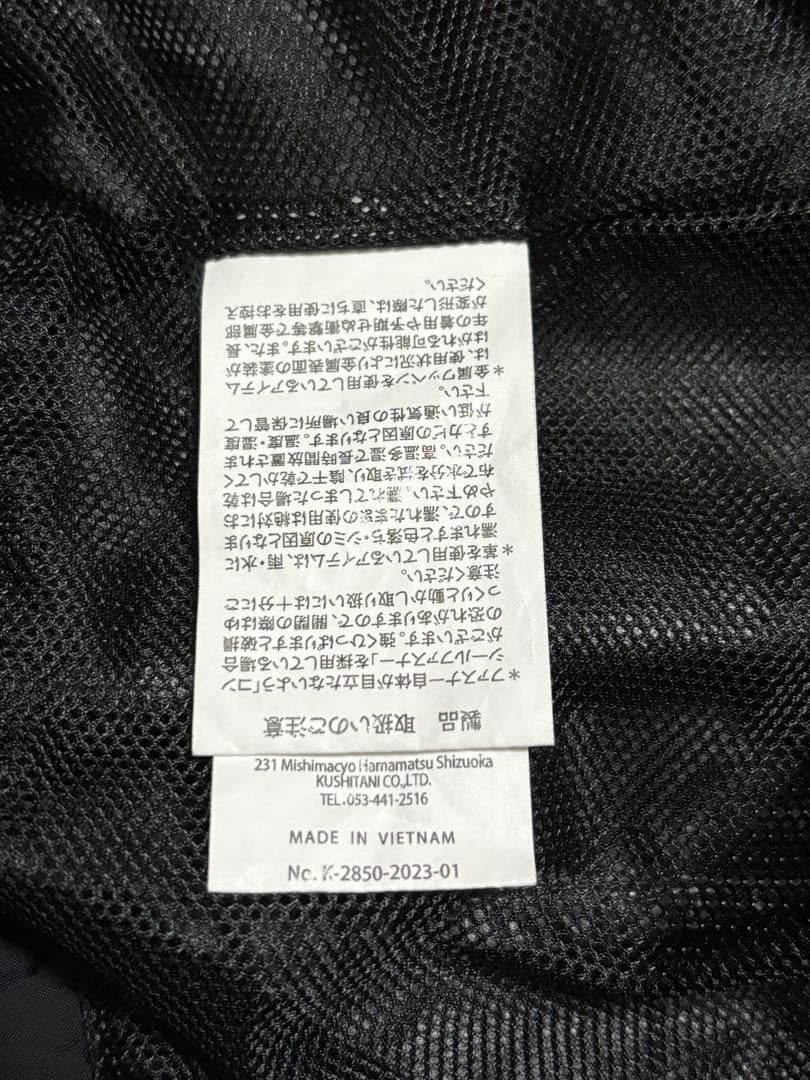 製品 取扱いのご注意
*ファスナー自体が目立たないよう「コン
シールファスナー」を採用している場合
がございます。強くひっぱりますと破損
の恐れがありますので、開閉の際はゆ
っくりと動かし取り扱いには十分にご
注意ください。
*革を使用しているアイテムは、雨・水に
濡れますと色落ち・シミの原因となりま
すので、濡れたままの使用は絶対にお
やめ下さい。濡れてしまった場合は乾
布で水分を拭き取り、陰干で乾かしてく
ださい。高温多湿で長時間放置されま
すとカビの原因となります。温度・湿度
が低い通気性の良い場所に保管して
下さい。
*金属ワッペンを使用しているアイテム
は、使用状況により金属の表面の塗装が
はがれる可能性がございます。また、長
年の着用や予期せぬ衝撃等で金属部
が変形した際は、直ちに使用をお控え
ください。
231 Mishimacyo Hamamatsu Shizuoka
KUSHITANI CO.,LTD.
TEL.053-441-2516
MADE IN VIETNAM
No. K-2850-2023-01